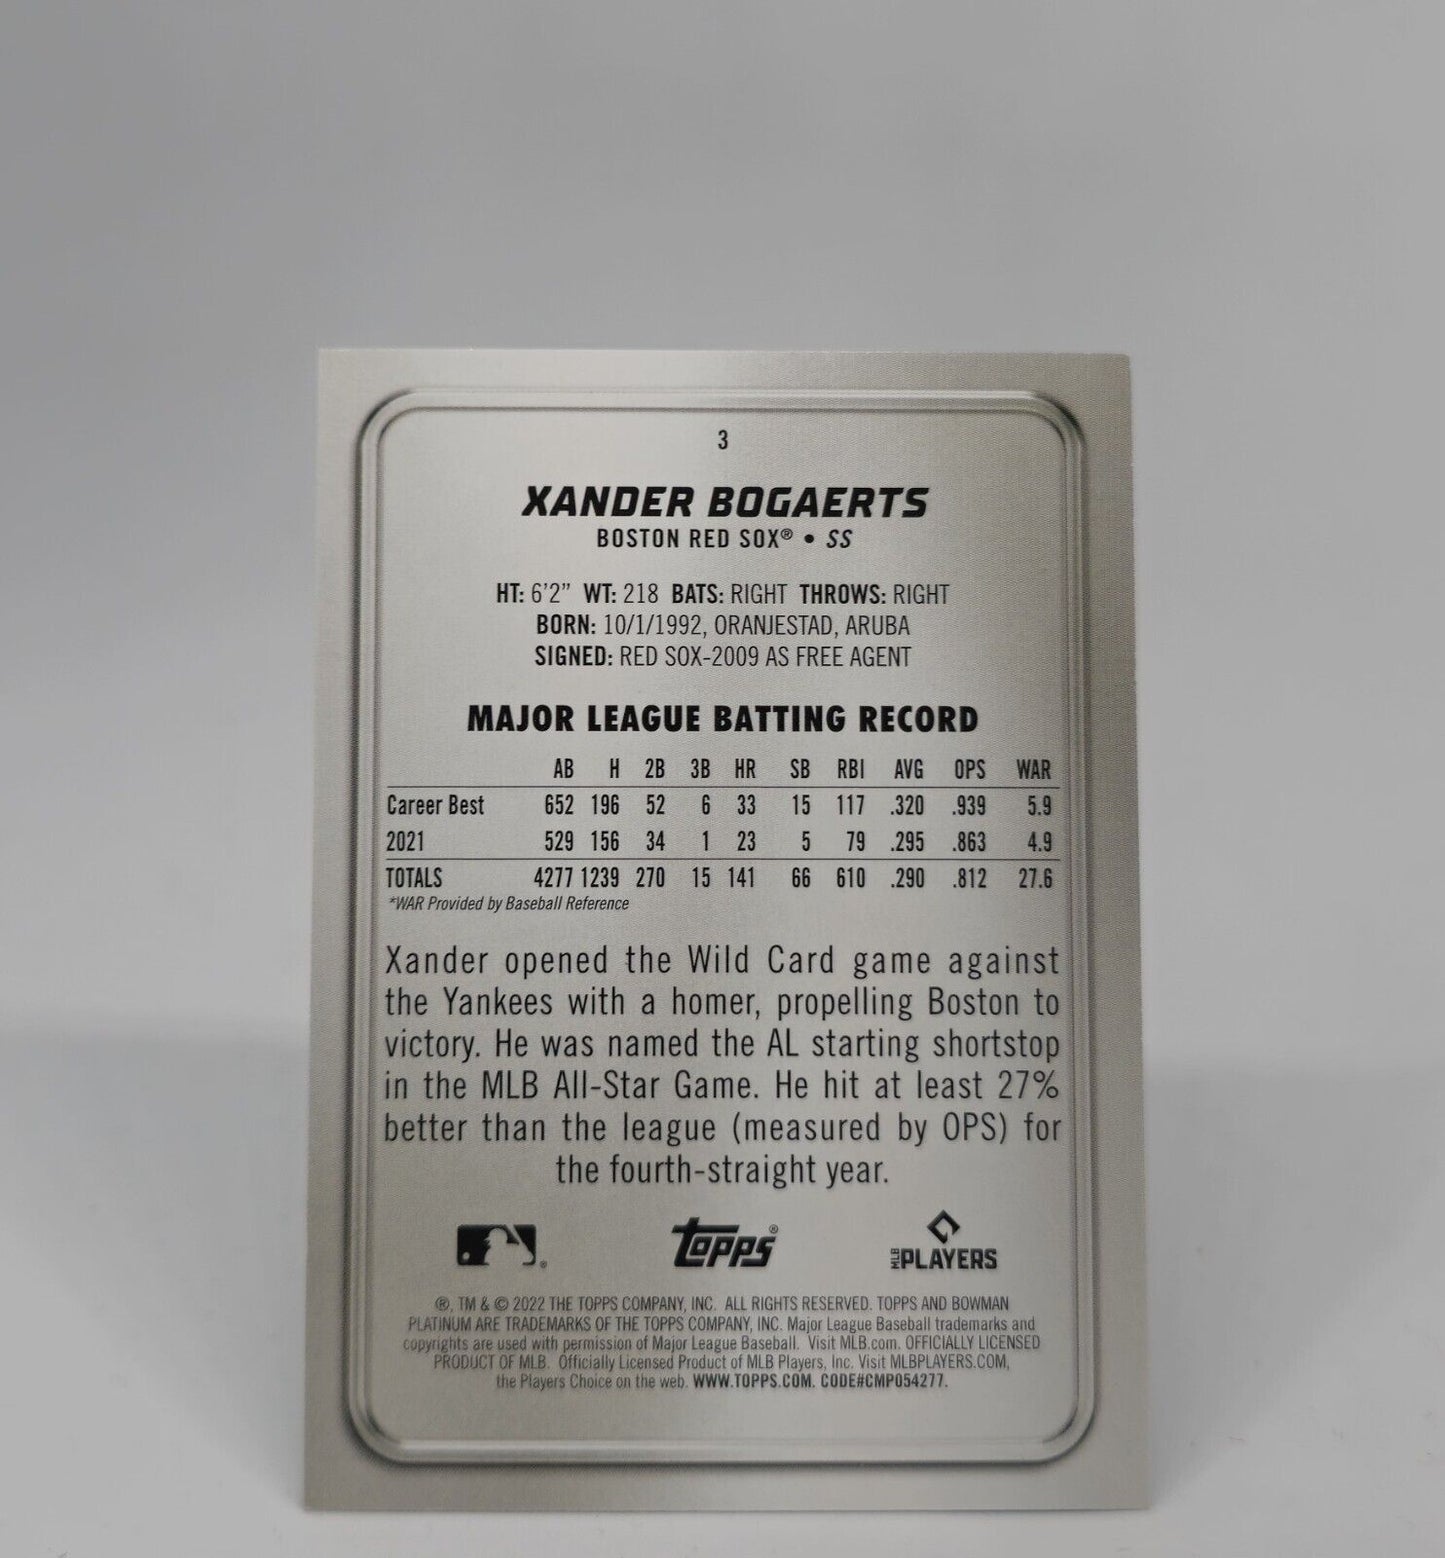 3
XANDER BOGAERTS
BOSTON RED SOX® • SS
HT: 6'2" WT: 218 BATS: RIGHT THROWS: RIGHT
BORN: 10/1/1992, ORANJESTAD, ARUBA
SIGNED: RED SOX-2009 AS FREE AGENT
MAJOR LEAGUE BATTING RECORD
AB H 2B 3B HR SB RBI AVG OPS WAR
Career Best 652 196 52 6 33 15 117 .320 .939 5.9
2021 529 156 34 1 23 5 79 .295 .863 4.9
TOTALS 4277 1239 270 15 141 66 610 .290 .812 27.6
*WAR Provided by Baseball Reference
Xander opened the Wild Card game against
the Yankees with a homer, propelling Boston to
victory. He was named the AL starting shortstop
in the MLB All-Star Game. He hit at least 27%
better than the league (measured by OPS) for
the fourth-straight year.
topps®
MLB PLAYERS
®, TM & © 2022 THE TOPPS COMPANY, INC. ALL RIGHTS RESERVED. TOPPS AND BOWMAN
PLATINUM ARE TRADEMARKS OF THE TOPPS COMPANY, INC. Major League Baseball trademarks and
copyrights are used with permission of Major League Baseball. Visit MLB.com. OFFICIALLY LICENSED
PRODUCT OF MLB. Officially Licensed Product of MLB Players, Inc. Visit MLBPLAYERS.COM,
the Players Choice on the web. WWW.TOPPS.COM. CODE#CMP054277.